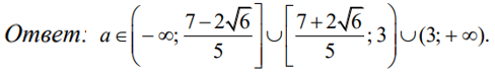 Ответ: a ∈ (−∞; (7−2√6)/5] ∪ [(7+2√6)/5; 3) ∪ (3; +∞).